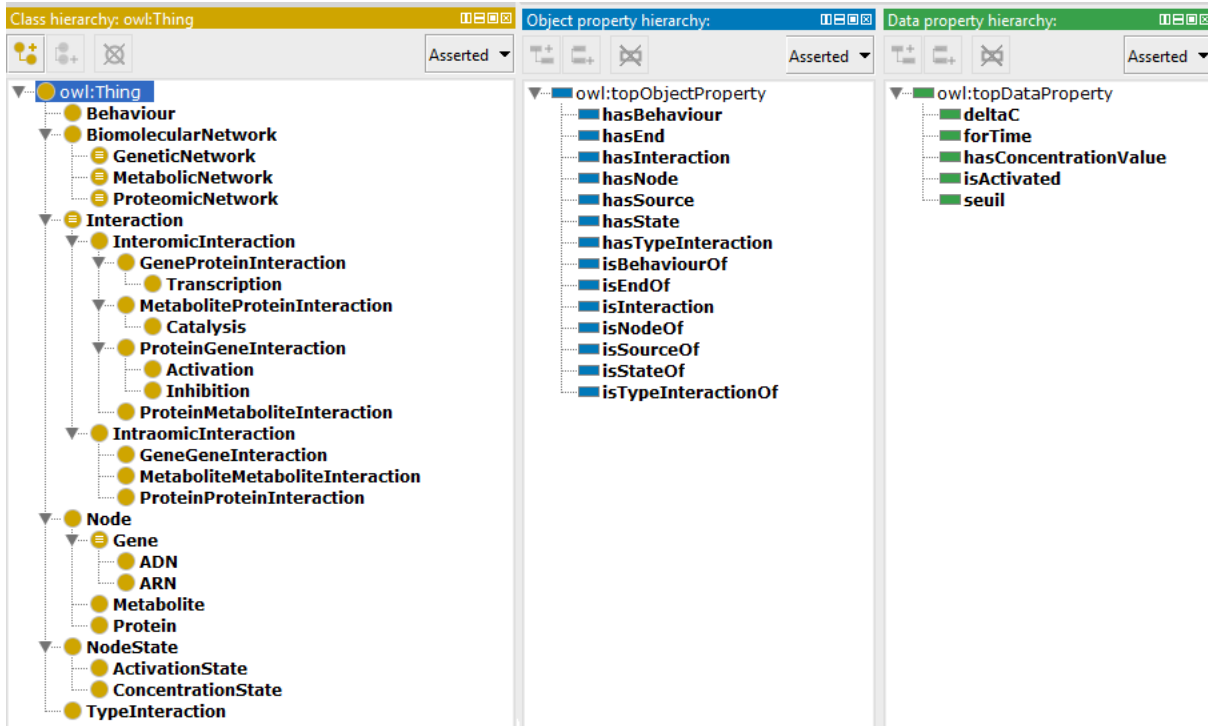 Class hierarchy: owl:Thing
Asserted
owl:Thing
Behaviour
BiomolecularNetwork
GeneticNetwork
MetabolicNetwork
ProteomicNetwork
Interaction
InteromicInteraction
GeneProteinInteraction
Transcription
MetaboliteProteinInteraction
Catalysis
ProteinGeneInteraction
Activation
Inhibition
ProteinMetaboliteInteraction
IntraomicInteraction
GeneGeneInteraction
MetaboliteMetaboliteInteraction
ProteinProteinInteraction
Node
Gene
ADN
ARN
Metabolite
Protein
NodeState
ActivationState
ConcentrationState
TypeInteraction
Object property hierarchy:
Asserted
owl:topObjectProperty
hasBehaviour
hasEnd
hasInteraction
hasNode
hasSource
hasState
hasTypeInteraction
isBehaviourOf
isEndOf
isInteraction
isNodeOf
isSourceOf
isStateOf
isTypeInteractionOf
Data property hierarchy:
Asserted
owl:topDataProperty
deltaC
forTime
hasConcentrationValue
isActivated
seuil